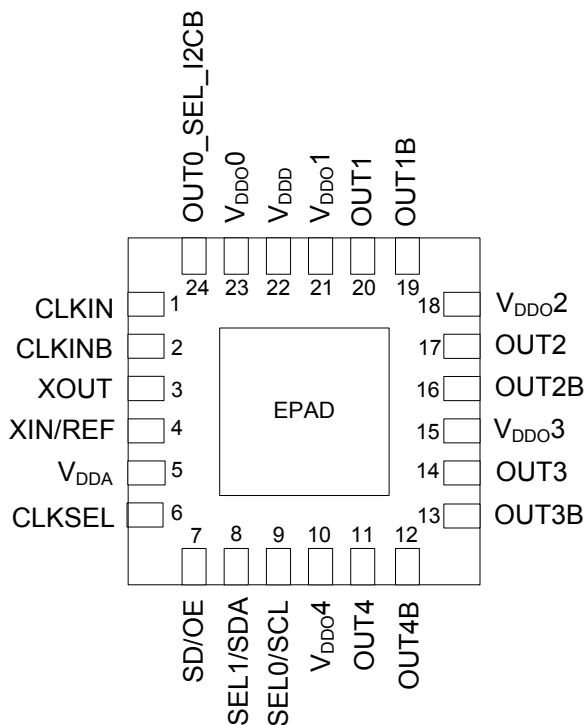 OUT0_SEL_I2CB
VDDO0
VDDD
VDDO1
OUT1
OUT1B
24
23
22
21
20
19
CLKIN
1
CLKINB
2
XOUT
3
XIN/REF
4
VDDA
5
CLKSEL
6
EPAD
18
VDDO2
17
OUT2
16
OUT2B
15
VDDO3
14
OUT3
13
OUT3B
7
8
9
10
11
12
SD/OE
SEL1/SDA
SEL0/SCL
VDDO4
OUT4
OUT4B